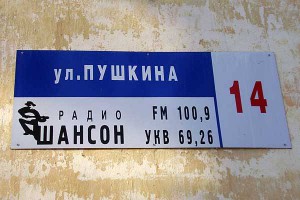 ул.ПУШКИНА
14
РАДИО FM 100,9
ШАНСОН УКВ 69,26